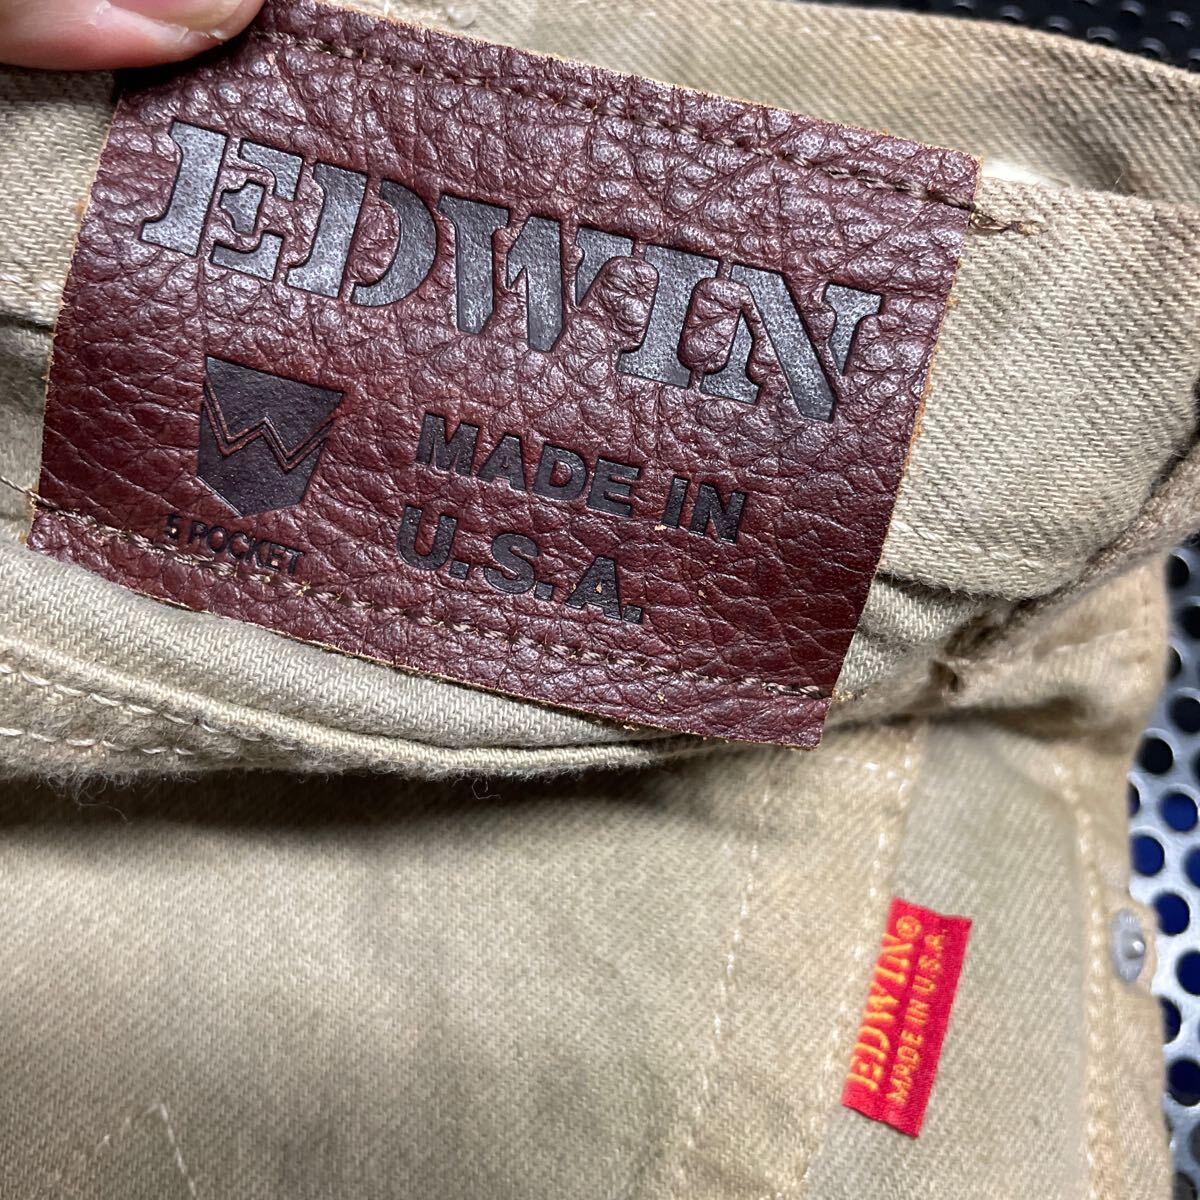 EDWIN
MADE IN
U.S.A.
5 POCKET
EDWIN®
MADE IN U.S.A.